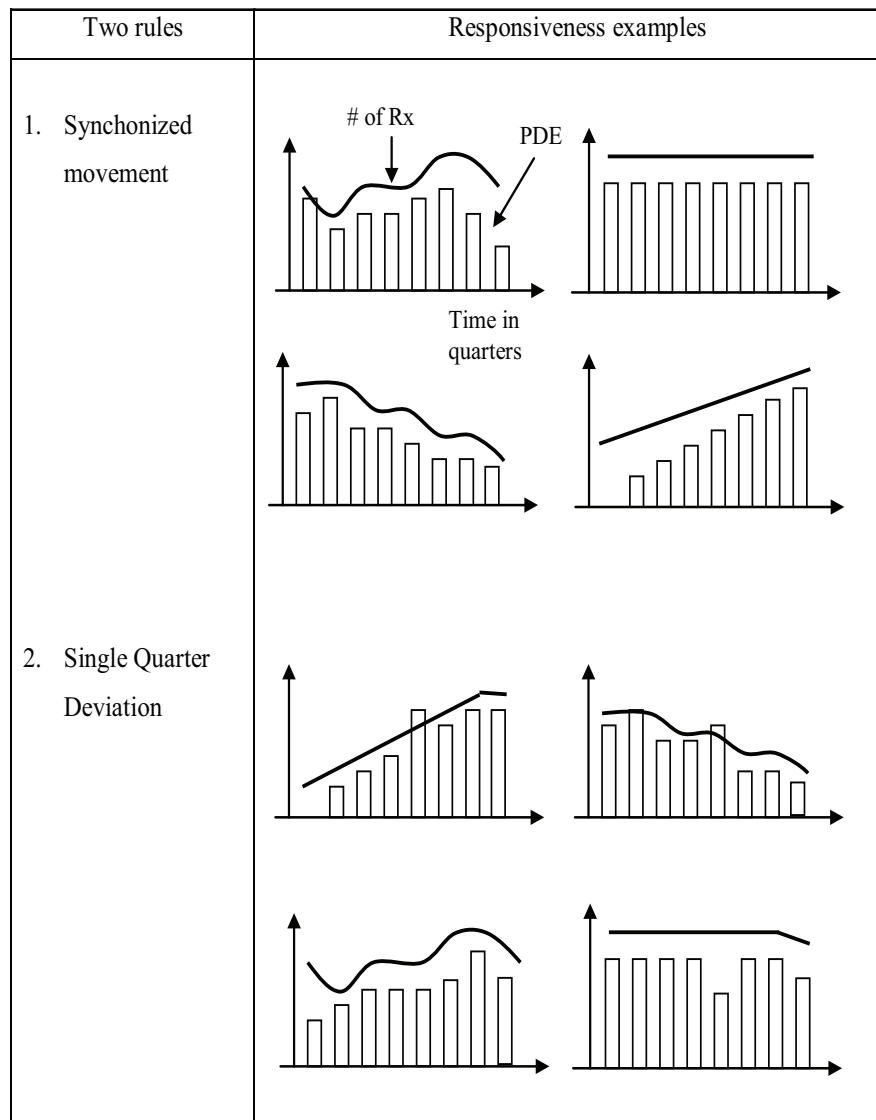 Two rules
Responsiveness examples
1. Synchonized
movement
# of Rx
PDE
Time in
quarters
2. Single Quarter
Deviation